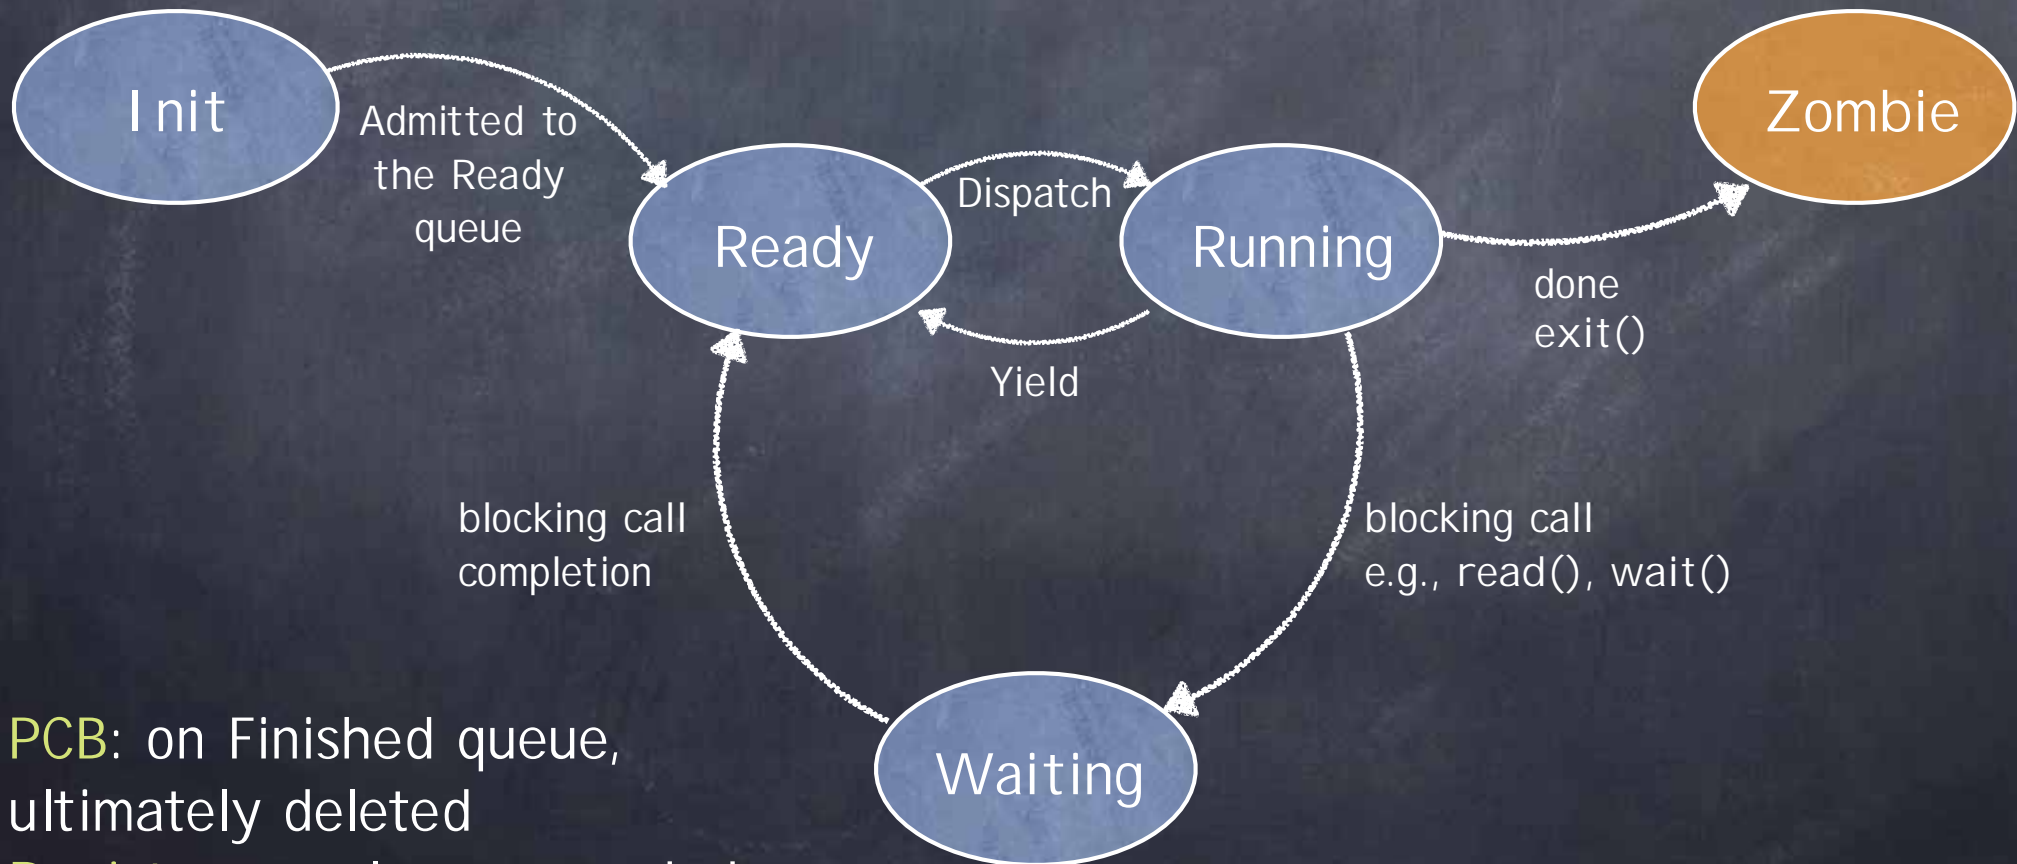 Init
Zombie
Admitted to
the Ready
queue
Dispatch
Ready
Running
done
exit()
Yield
blocking call
completion
blocking call
e.g., read(), wait()
PCB: on Finished queue,
ultimately deleted
Waiting